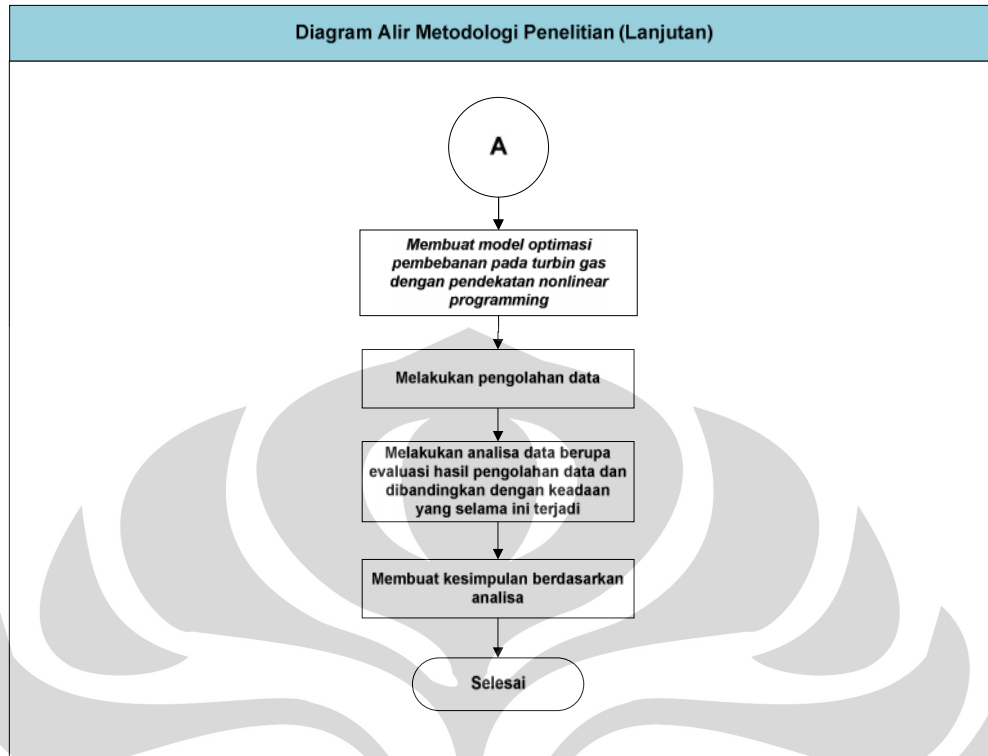 Diagram Alir Metodologi Penelitian (Lanjutan)
A
Membuat model optimasi
pembebanan pada turbin gas
dengan pendekatan nonlinear
programming
Melakukan pengolahan data
Melakukan analisa data berupa
evaluasi hasil pengolahan data dan
dibandingkan dengan keadaan
yang selama ini terjadi
Membuat kesimpulan berdasarkan
analisa
Selesai